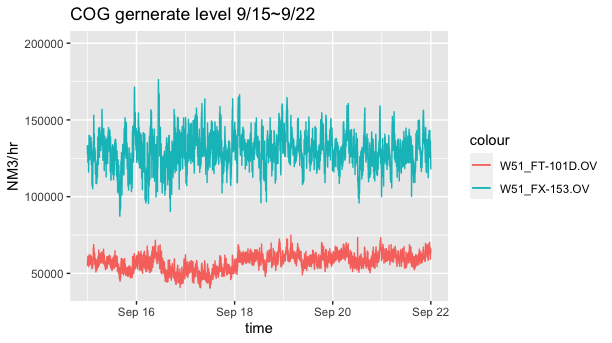 COG gernerate level 9/15~9/22
200000
150000
100000
50000
NM3/hr
Sep 16
Sep 18
Sep 20
Sep 22
time
colour
W51_FT-101D.OV
W51_FX-153.OV